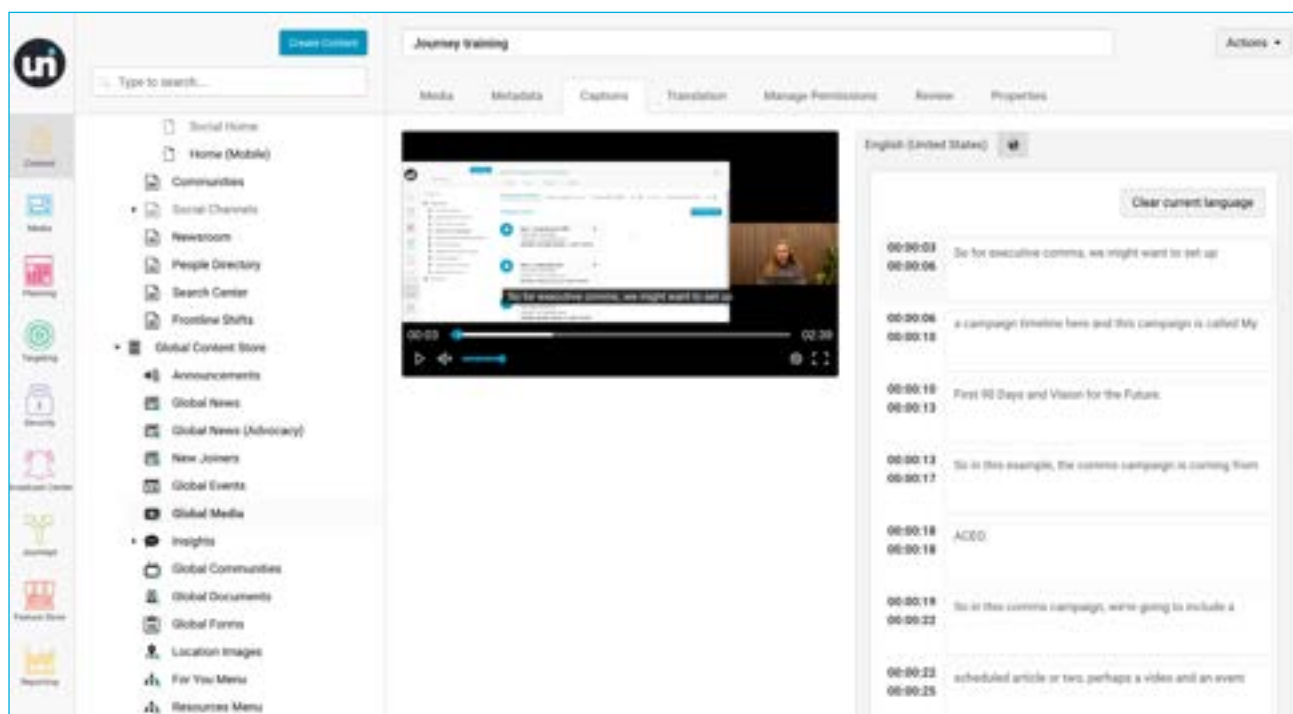 uni
Create Content
Type to search...
Journey training
Actions
Media
Metadata
Captions
Translation
Manage Permissions
Review
Properties
Content
Media
Planning
Targeting
Security
Broadcast Center
Journeys
Feature Store
Reporting
Social Home
Home (Mobile)
Communities
Social Channels
Newsroom
People Directory
Search Center
Frontline Shifts
Global Content Store
Announcements
Global News
Global News (Advocacy)
New Joiners
Global Events
Global Media
Insights
Global Communities
Global Documents
Global Forms
Location Images
For You Menu
Resources Menu
So for executive comms, we might want to set up
00:03
02:39
English (United States)
Clear current language
00:00:03
00:00:06
So for executive comms, we might want to set up
00:00:06
00:00:10
a campaign timeline here and this campaign is called My
00:00:10
00:00:13
First 90 Days and Vision for the Future.
00:00:13
00:00:17
So in this example, the comms campaign is coming from
00:00:18
00:00:18
ACEO.
00:00:19
00:00:22
So in this comms campaign, we're going to include a
00:00:22
00:00:25
scheduled article or two, perhaps a video and an event